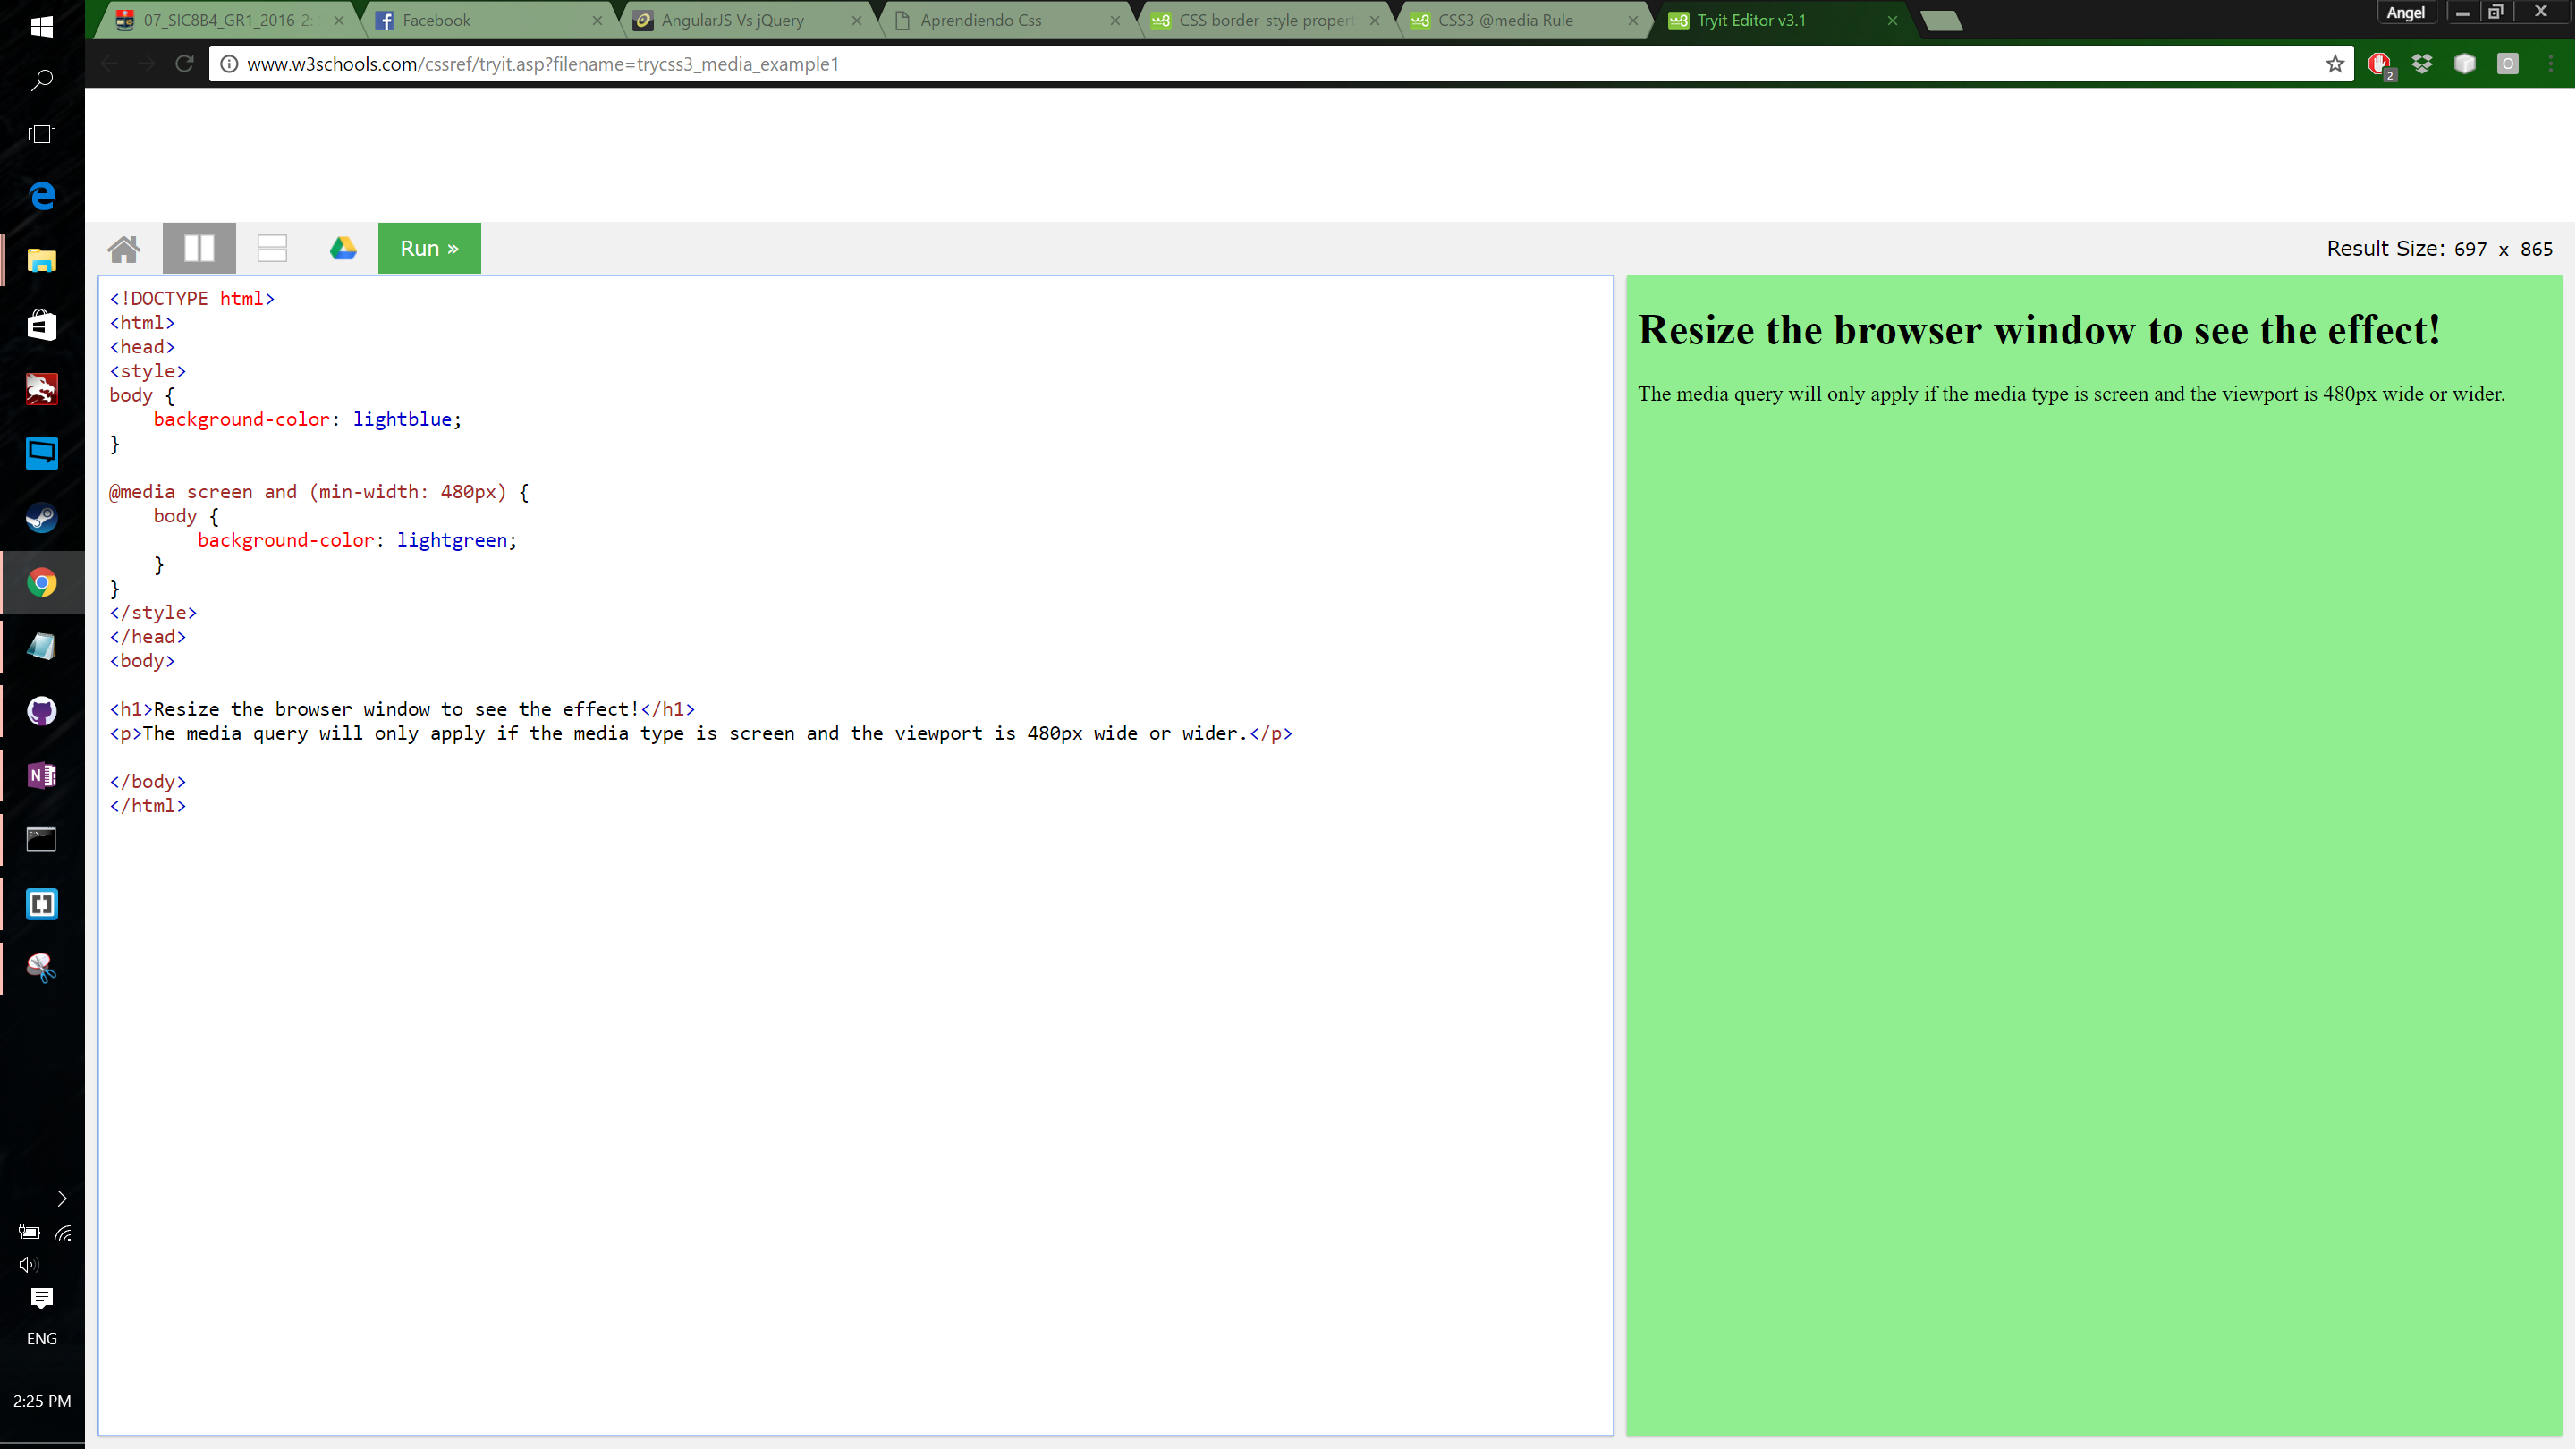 07_SIC8B4_GR1_2016-2:
Facebook
AngularJS Vs jQuery
Aprendiendo Css
CSS border-style propert
CSS3 @media Rule
Tryit Editor v3.1
Angel
www.w3schools.com/cssref/tryit.asp?filename=trycss3_media_example1
2
O
Run »
Result Size: 697 x 865
<!DOCTYPE html>
<html>
<head>
<style>
body {
    background-color: lightblue;
}

@media screen and (min-width: 480px) {
    body {
        background-color: lightgreen;
    }
}
</style>
</head>
<body>

<h1>Resize the browser window to see the effect!</h1>
<p>The media query will only apply if the media type is screen and the viewport is 480px wide or wider.</p>

</body>
</html>
Resize the browser window to see the effect!
The media query will only apply if the media type is screen and the viewport is 480px wide or wider.
ENG
2:25 PM